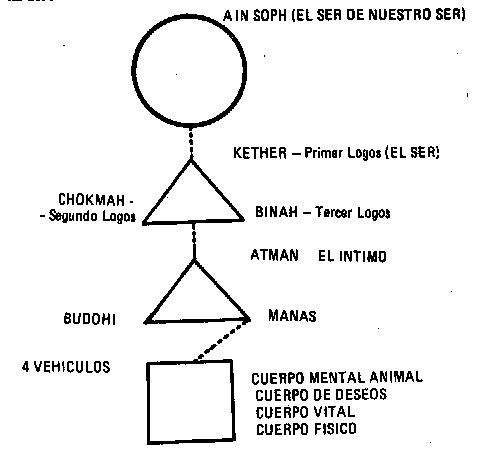 AIN SOPH (EL SER DE NUESTRO SER)
KETHER – Primer Logos (EL SER)
CHOKMAH -
- Segundo Logos
BINAH – Tercer Logos
ATMAN EL INTIMO
BUDOHI
MANAS
4 VEHICULOS
CUERPO MENTAL ANIMAL
CUERPO DE DESEOS
CUERPO VITAL
CUERPO FISICO